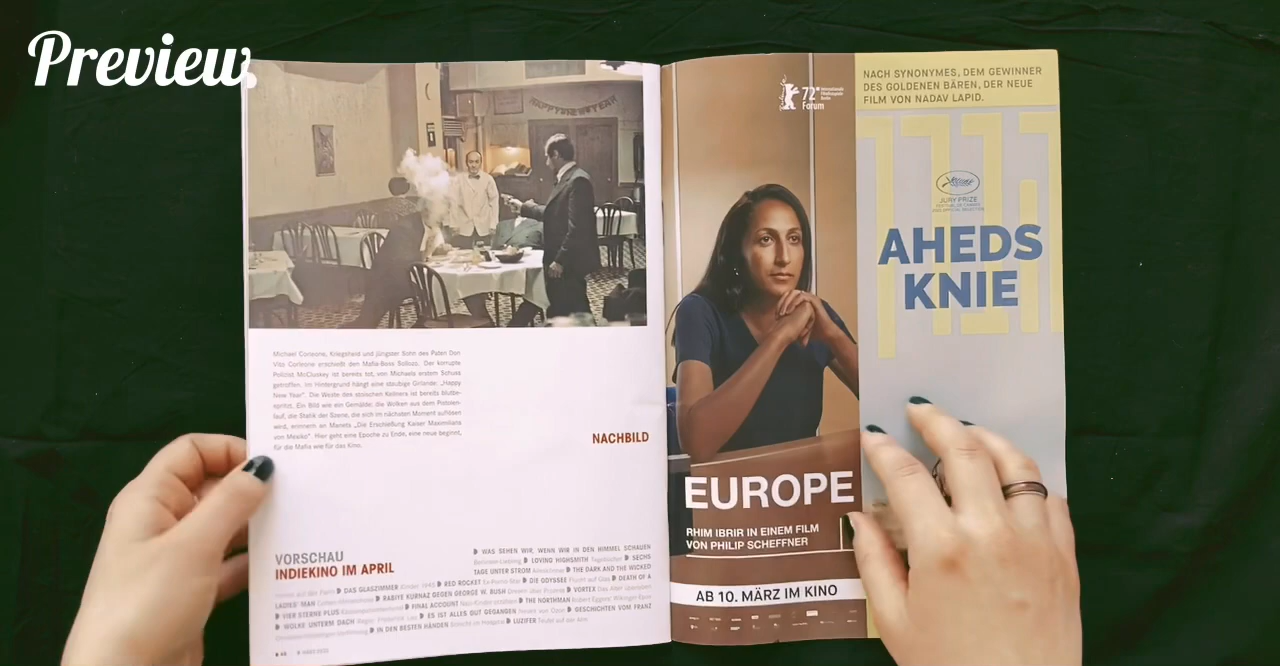 Preview.
HAPPY NEW YEAR
Michael Corleone, Kriegsheld und jüngster Sohn des Paten Don
Vito Corleone erschießt den Mafia-Boss Sollozo. Der korrupte
Polizist McCluskey ist bereits tot, von Michaels erstem Schuss
getroffen. Im Hintergrund hängt eine staubige Girlande: „Happy
New Year“. Die Weste des stoischen Kellners ist bereits blutbe-
spritzt. Ein Bild wie ein Gemälde: die Wolken aus dem Pistolen-
lauf, die Statik der Szene, die sich im nächsten Moment auflösen
wird, erinnern an Manets „Die Erschießung Kaiser Maximilians
von Mexiko“. Hier geht eine Epoche zu Ende, eine neue beginnt,
für die Mafia wie für das Kino.
NACHBILD
VORSCHAU
INDIEKINO IM APRIL
WAS SEHEN WIR, WENN WIR IN DEN HIMMEL SCHAUEN
LOVING HIGHSMITH SECHS
TAGE UNTER STROM THE DARK AND THE WICKED
DAS GLASZIMMER RED ROCKET DIE ODYSSEE DEATH OF A
LADIES' MAN RABIYE KURNAZ GEGEN GEORGE W. BUSH VORTEX
VIER STERNE PLUS FINAL ACCOUNT THE NORTHMAN
WOLKE UNTERM DACH ES IST ALLES GUT GEGANGEN GESCHICHTEN VOM FRANZ
IN DEN BESTEN HÄNDEN LUZIFER
72
Forum
EUROPE
RHIM IBRIR IN EINEM FILM
VON PHILIP SCHEFFNER
AB 10. MÄRZ IM KINO
NACH SYNONYMES, DEM GEWINNER
DES GOLDENEN BÄREN, DER NEUE
FILM VON NADAV LAPID.
JURY PRIZE
AHEDS
KNIE